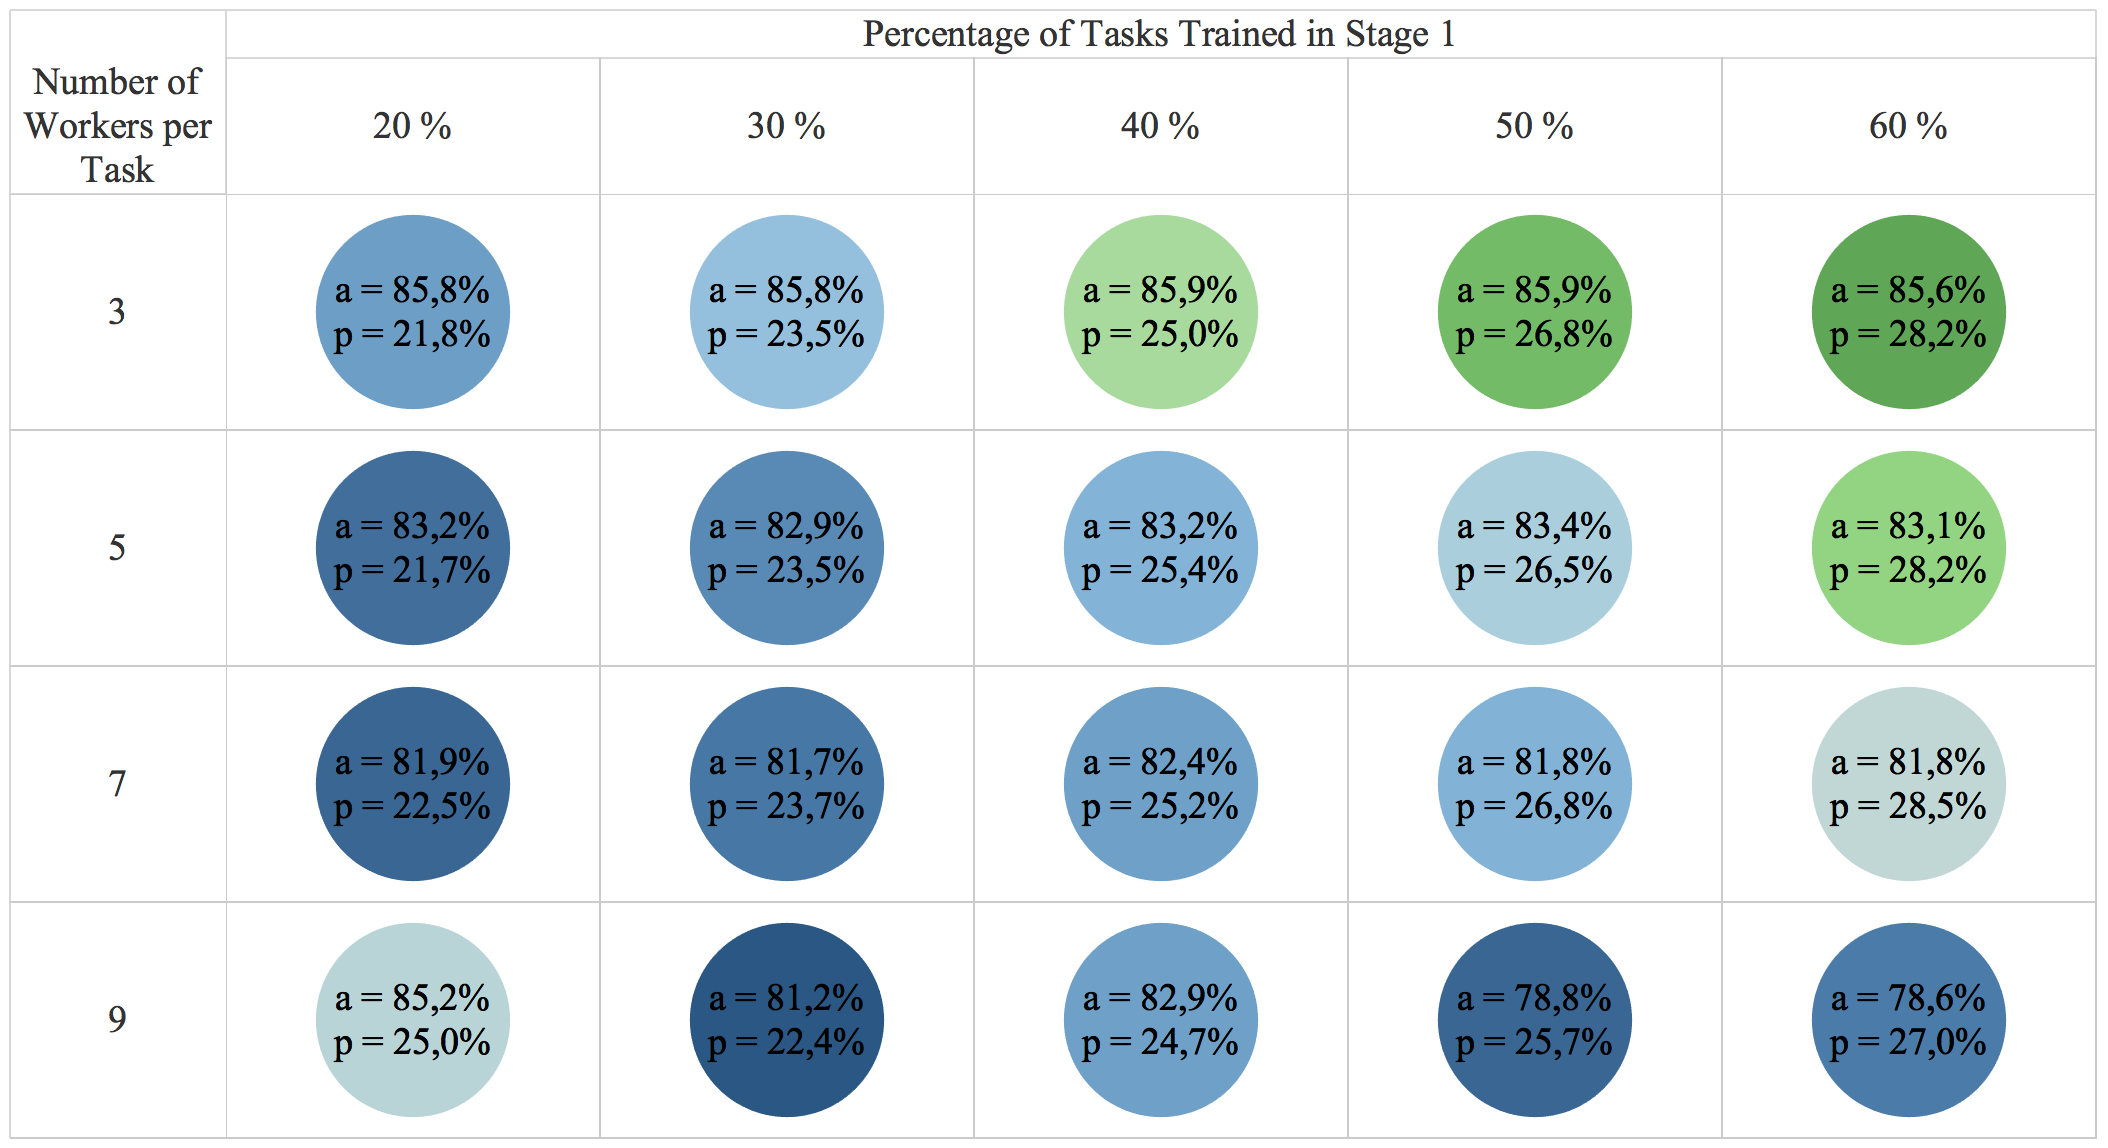 Percentage of Tasks Trained in Stage 1
Number of
Workers per
Task
20 %
30 %
40 %
50 %
60 %
3
a = 85,8%
p = 21,8%
a = 85,8%
p = 23,5%
a = 85,9%
p = 25,0%
a = 85,9%
p = 26,8%
a = 85,6%
p = 28,2%
5
a = 83,2%
p = 21,7%
a = 82,9%
p = 23,5%
a = 83,2%
p = 25,4%
a = 83,4%
p = 26,5%
a = 83,1%
p = 28,2%
7
a = 81,9%
p = 22,5%
a = 81,7%
p = 23,7%
a = 82,4%
p = 25,2%
a = 81,8%
p = 26,8%
a = 81,8%
p = 28,5%
9
a = 85,2%
p = 25,0%
a = 81,2%
p = 22,4%
a = 82,9%
p = 24,7%
a = 78,8%
p = 25,7%
a = 78,6%
p = 27,0%